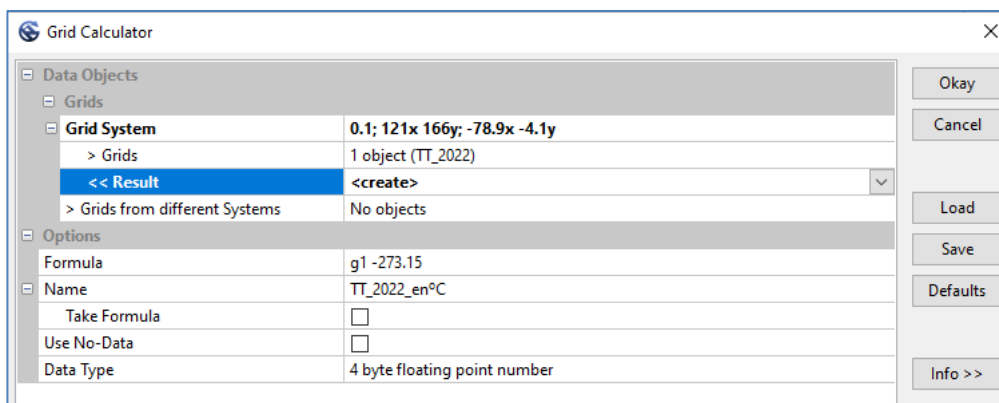 Grid Calculator
Data Objects
Okay
Grids
Grid System 0.1; 121x 166y; -78.9x -4.1y
Cancel
> Grids 1 object (TT_2022)
<< Result <create>
> Grids from different Systems No objects
Load
Options
Save
Formula g1 -273.15
Name TT_2022_enºC
Defaults
Take Formula
Use No-Data
Data Type 4 byte floating point number
Info >>